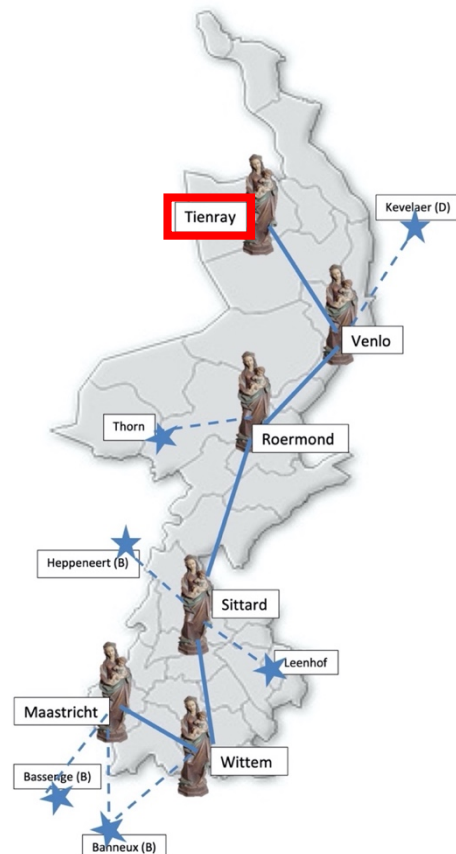 Tienray
Kevelaer (D)
Venlo
Thorn
Roermond
Heppeneert (B)
Sittard
Leenhof
Maastricht
Wittem
Bassenge (B)
Banneux (B)